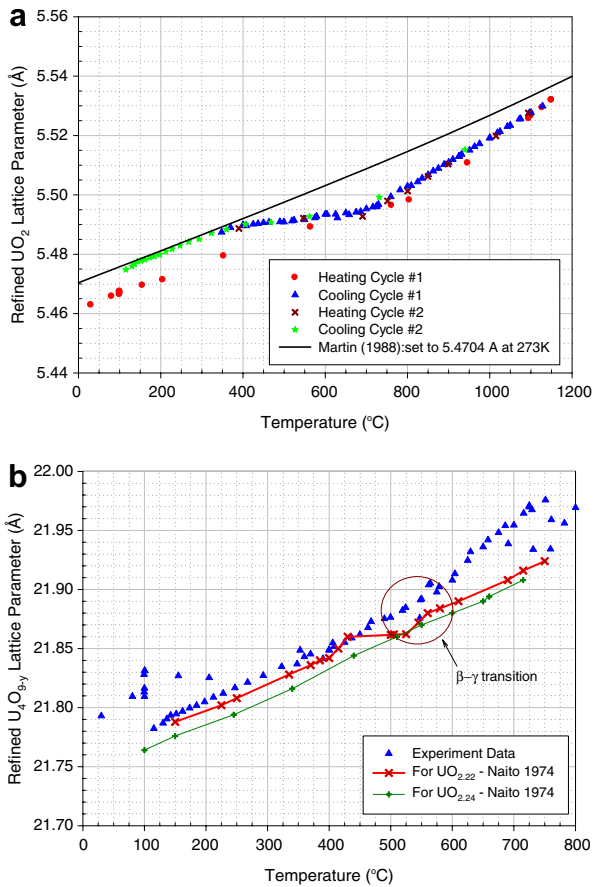 a
5.56
5.54
5.52
5.50
5.48
5.46
5.44
Refined UO2 Lattice Parameter (Å)
Heating Cycle #1
Cooling Cycle #1
Heating Cycle #2
Cooling Cycle #2
Martin (1988):set to 5.4704 A at 273K
0 200 400 600 800 1000 1200
Temperature (°C)
b
22.00
21.95
21.90
21.85
21.80
21.75
21.70
Refined U4O9-y Lattice Parameter (Å)
β-γ transition
Experiment Data
For UO2.22 - Naito 1974
For UO2.24 - Naito 1974
0 100 200 300 400 500 600 700 800
Temperature (°C)